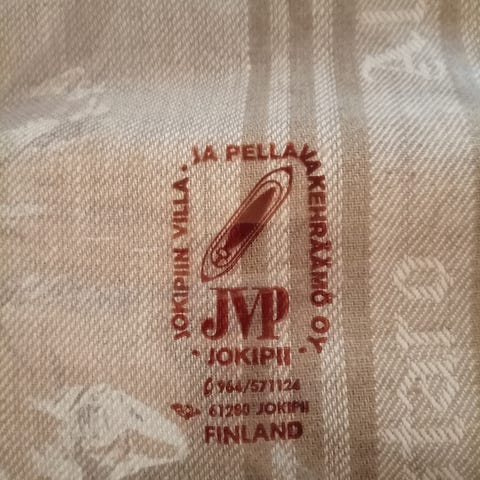 JOKIPIIN VILLA · JA PELLAVAKEHRÄÄMÖ OY
JVP
· JOKIPII ·
964/571124
61280 JOKIPII
FINLAND